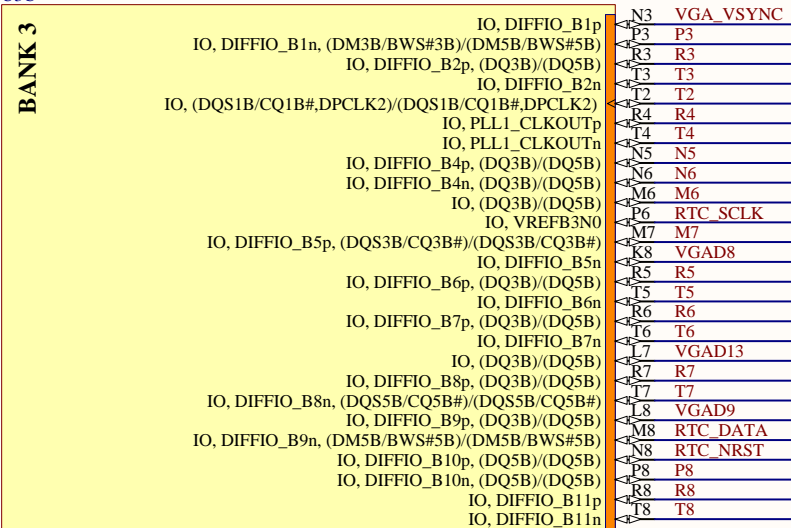 BANK 3
IO, DIFFIO_B1p N3 VGA_VSYNC
IO, DIFFIO_B1n, (DM3B/BWS#3B)/(DM5B/BWS#5B) P3 P3
IO, DIFFIO_B2p, (DQ3B)/(DQ5B) R3 R3
IO, DIFFIO_B2n T3 T3
IO, (DQS1B/CQ1B#,DPCLK2)/(DQS1B/CQ1B#,DPCLK2) T2 T2
IO, PLL1_CLKOUTp R4 R4
IO, PLL1_CLKOUTn T4 T4
IO, DIFFIO_B4p, (DQ3B)/(DQ5B) N5 N5
IO, DIFFIO_B4n, (DQ3B)/(DQ5B) N6 N6
IO, (DQ3B)/(DQ5B) M6 M6
IO, VREFB3N0 P6 RTC_SCLK
IO, DIFFIO_B5p, (DQS3B/CQ3B#)/(DQS3B/CQ3B#) M7 M7
IO, DIFFIO_B5n K8 VGAD8
IO, DIFFIO_B6p, (DQ3B)/(DQ5B) R5 R5
IO, DIFFIO_B6n T5 T5
IO, DIFFIO_B7p, (DQ3B)/(DQ5B) R6 R6
IO, DIFFIO_B7n T6 T6
IO, (DQ3B)/(DQ5B) L7 VGAD13
IO, DIFFIO_B8p, (DQ3B)/(DQ5B) R7 R7
IO, DIFFIO_B8n, (DQS5B/CQ5B#)/(DQS5B/CQ5B#) T7 T7
IO, DIFFIO_B9p, (DQ3B)/(DQ5B) L8 VGAD9
IO, DIFFIO_B9n, (DM5B/BWS#5B)/(DM5B/BWS#5B) M8 RTC_DATA
IO, DIFFIO_B10p, (DQ5B)/(DQ5B) N8 RTC_NRST
IO, DIFFIO_B10n, (DQ5B)/(DQ5B) P8 P8
IO, DIFFIO_B11p R8 R8
IO, DIFFIO_B11n T8 T8